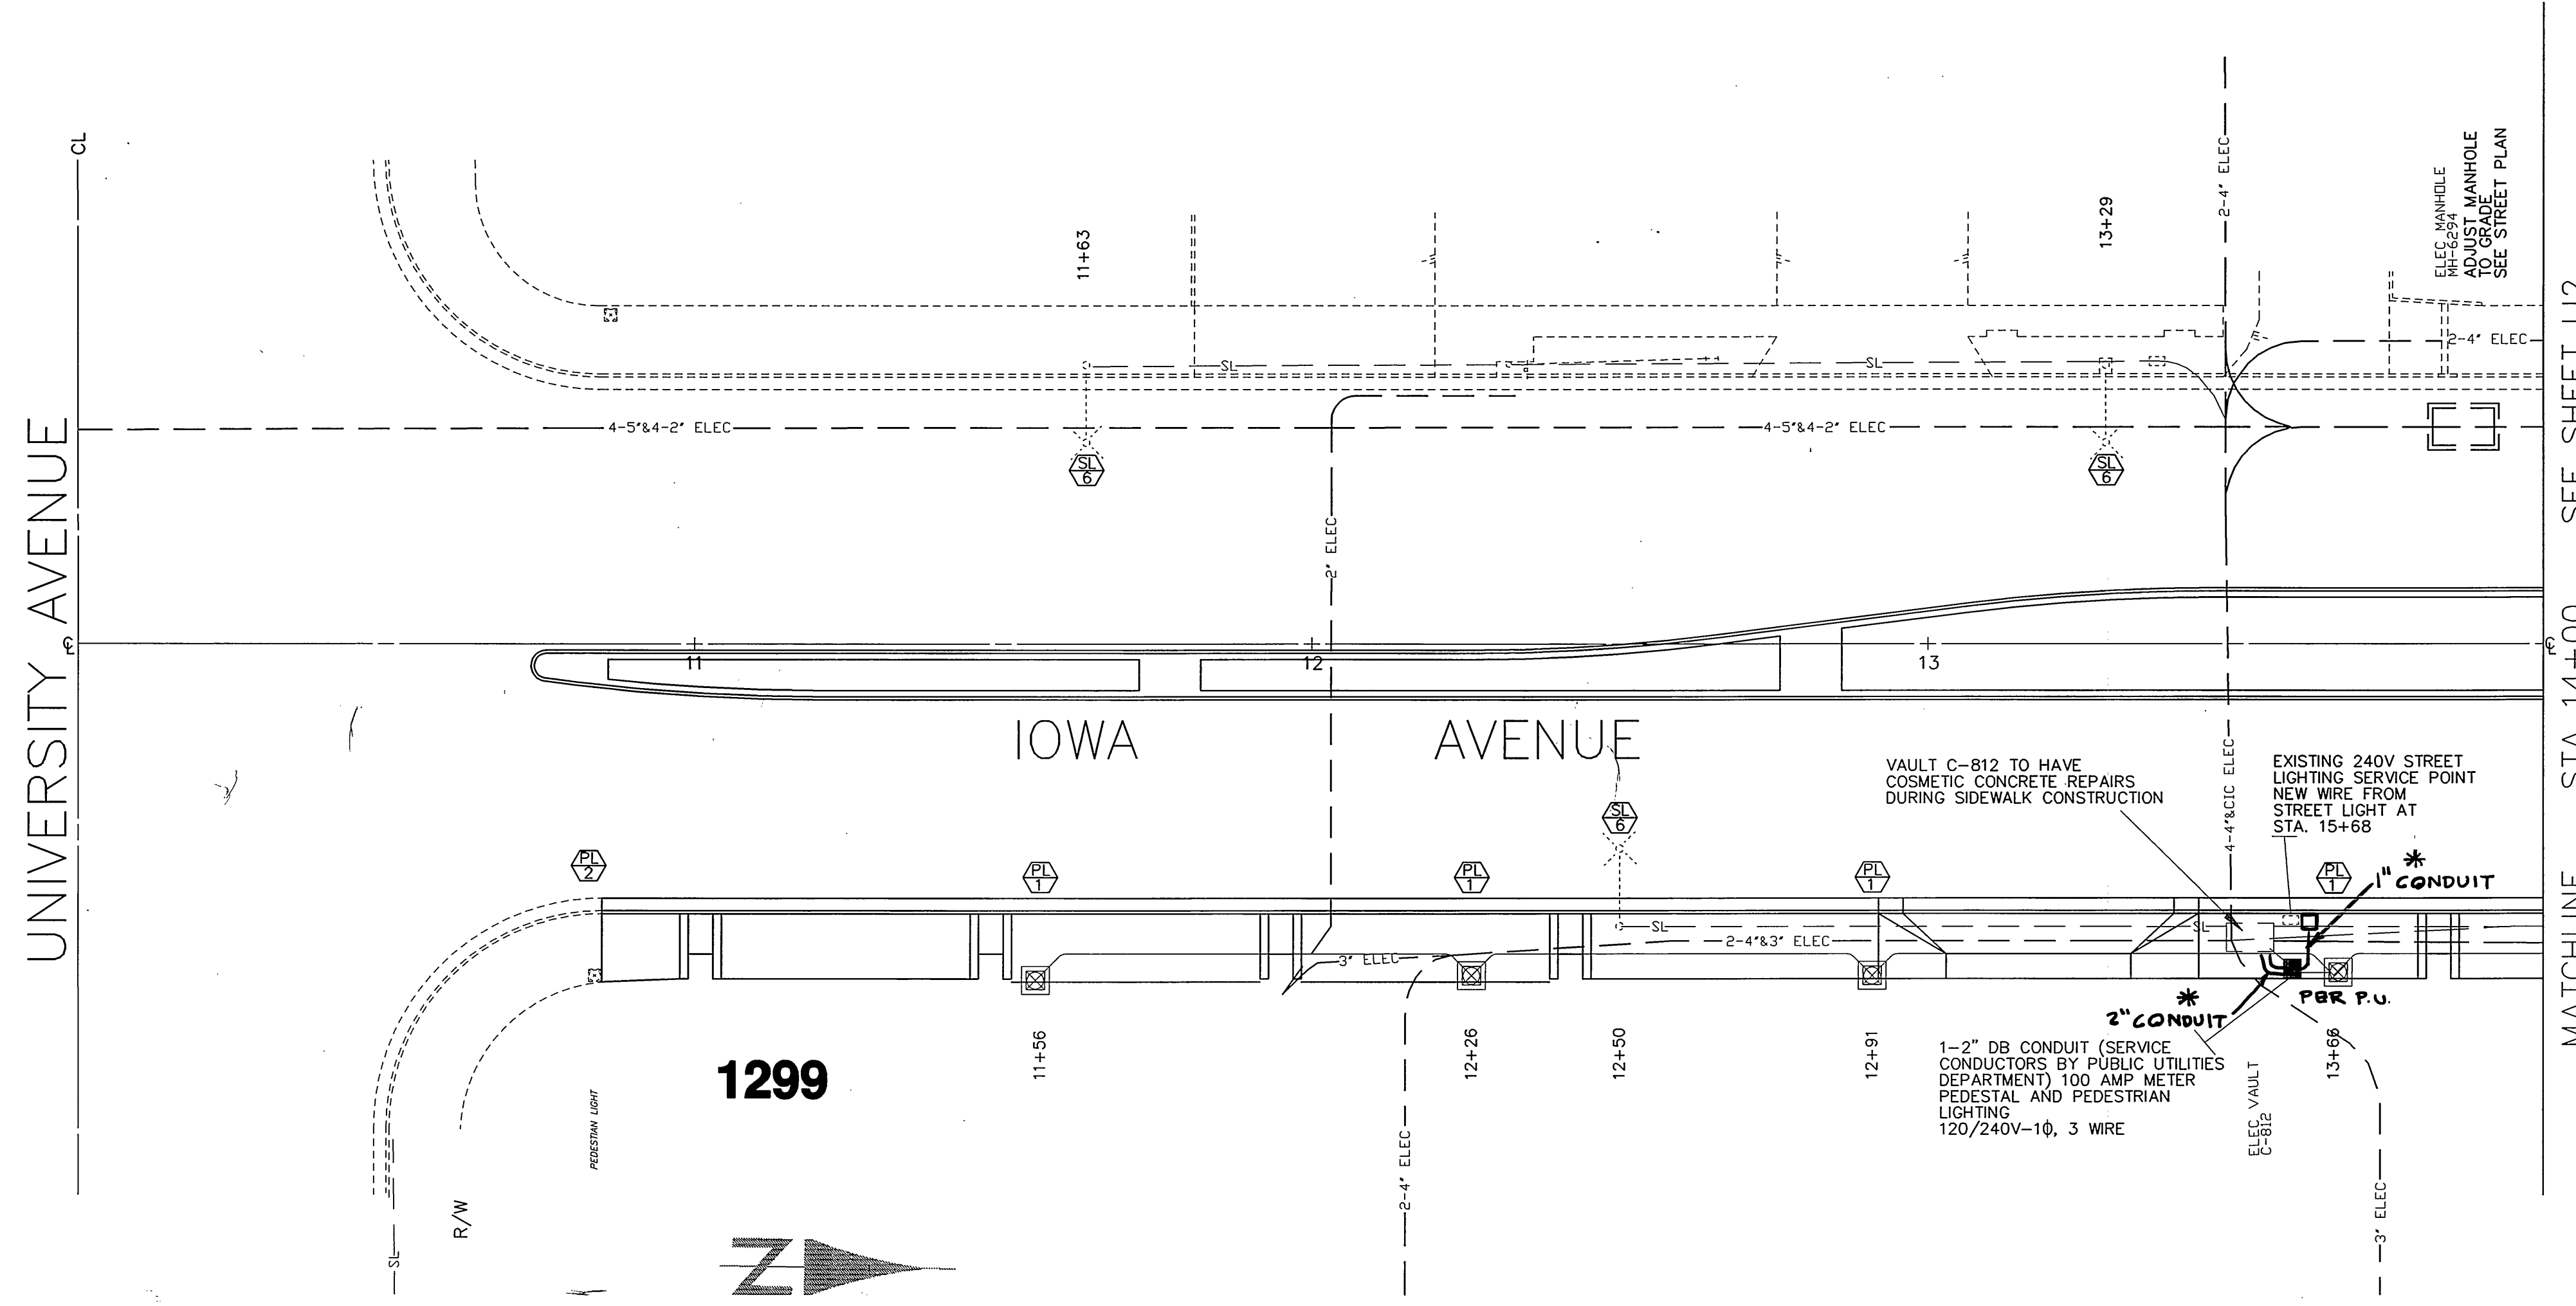 CL
UNIVERSITY AVENUE
11+63
13+29
2-4" ELEC
ELEC MANHOLE
MH-6294
ADJUST MANHOLE
TO GRADE
SEE STREET PLAN
SL
SL
2-4" ELEC
4-5"&4-2" ELEC
4-5"&4-2" ELEC
SL
6
SL
6
2" ELEC
MATCHLINE STA 14+00 SEE SHEET U2
11
12
13
IOWA AVENUE
4-4"&CIC ELEC
VAULT C-812 TO HAVE
COSMETIC CONCRETE REPAIRS
DURING SIDEWALK CONSTRUCTION
EXISTING 240V STREET
LIGHTING SERVICE POINT
NEW WIRE FROM
STREET LIGHT AT
STA. 15+68
SL
6
PL
2
PL
1
PL
1
PL
1
PL
1
* 1" CONDUIT
SL
SL
2-4"&3" ELEC
3" ELEC
PER P.U.
* 2" CONDUIT
11+56
12+26
12+50
12+91
13+66
1-2" DB CONDUIT (SERVICE
CONDUCTORS BY PUBLIC UTILITIES
DEPARTMENT) 100 AMP METER
PEDESTAL AND PEDESTRIAN
LIGHTING
120/240V-1ϕ, 3 WIRE
ELEC VAULT
C-812
1299
PEDESTIAN LIGHT
R/W
SL
2-4" ELEC
3" ELEC
N